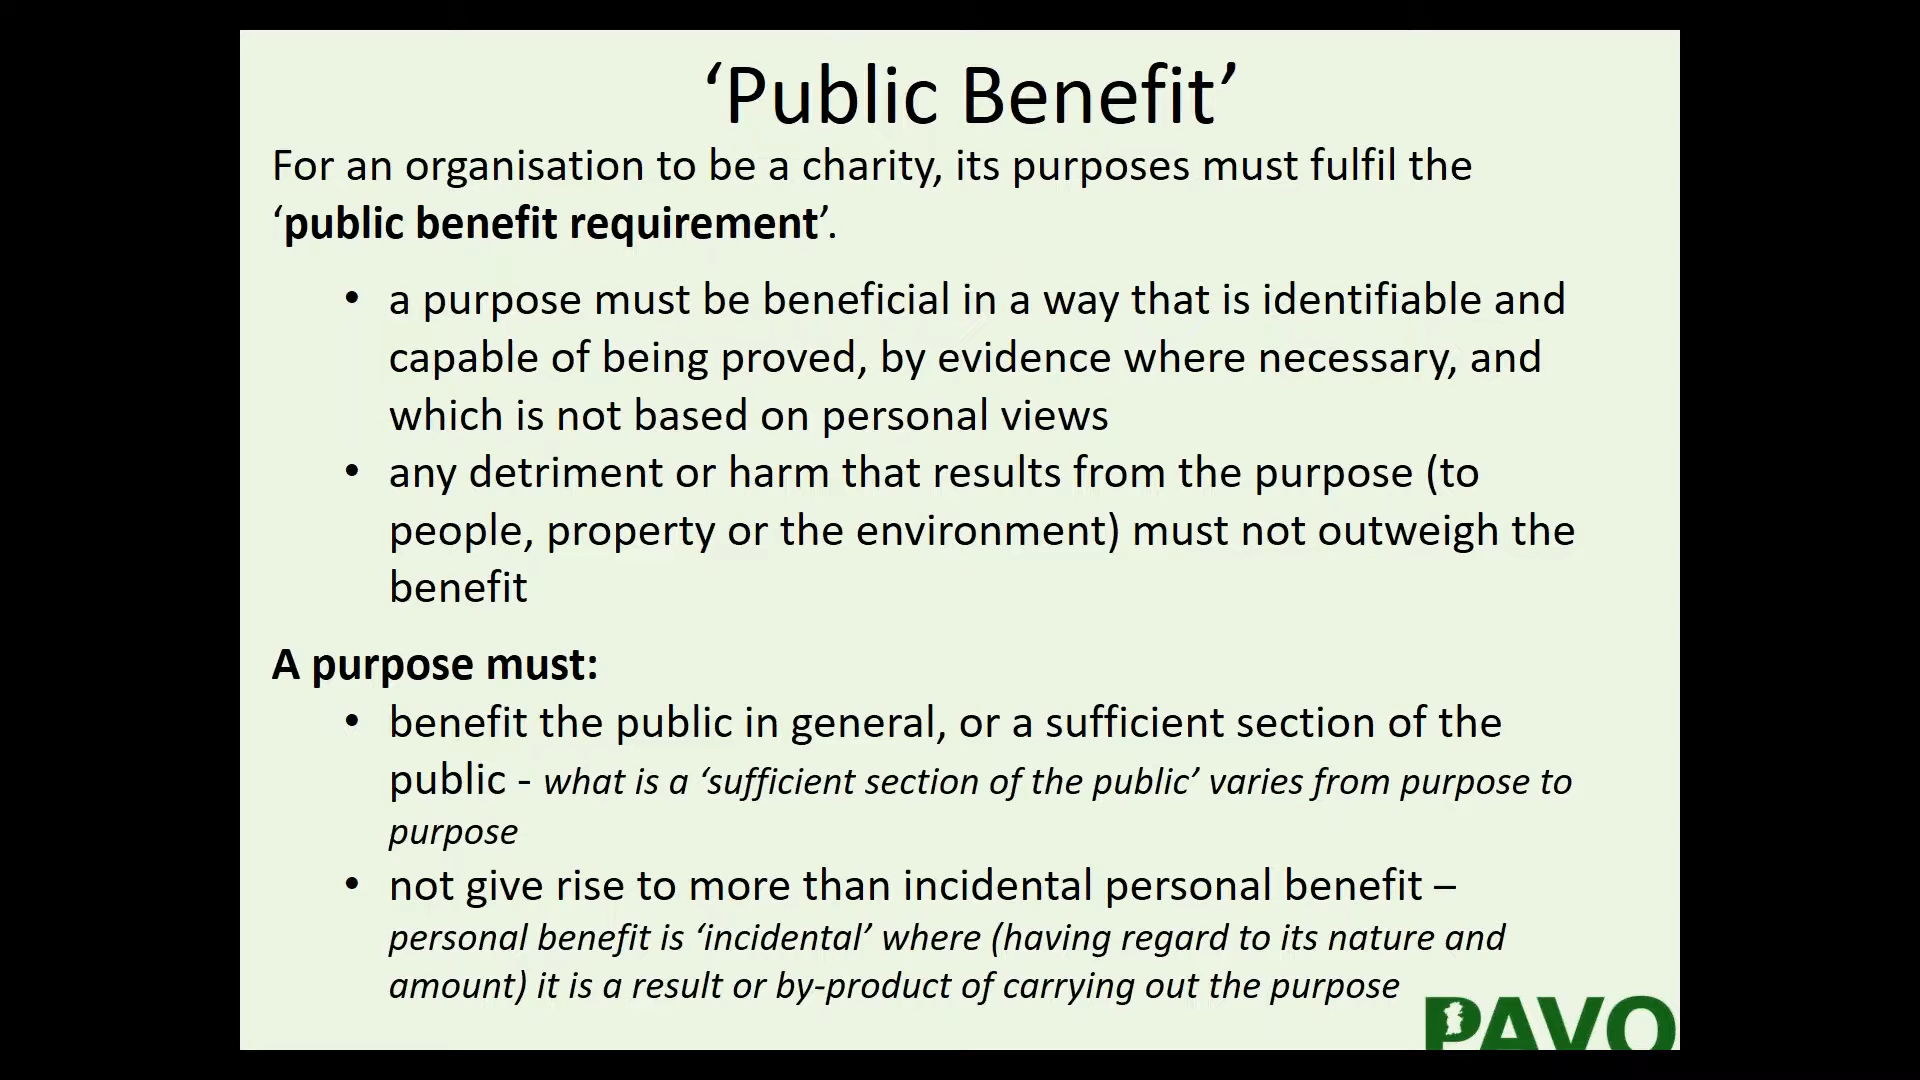 ‘Public Benefit’
For an organisation to be a charity, its purposes must fulfil the
‘public benefit requirement’.
• a purpose must be beneficial in a way that is identifiable and
capable of being proved, by evidence where necessary, and
which is not based on personal views
• any detriment or harm that results from the purpose (to
people, property or the environment) must not outweigh the
benefit
A purpose must:
• benefit the public in general, or a sufficient section of the
public - what is a ‘sufficient section of the public’ varies from purpose to
purpose
• not give rise to more than incidental personal benefit –
personal benefit is ‘incidental’ where (having regard to its nature and
amount) it is a result or by-product of carrying out the purpose
PAVO